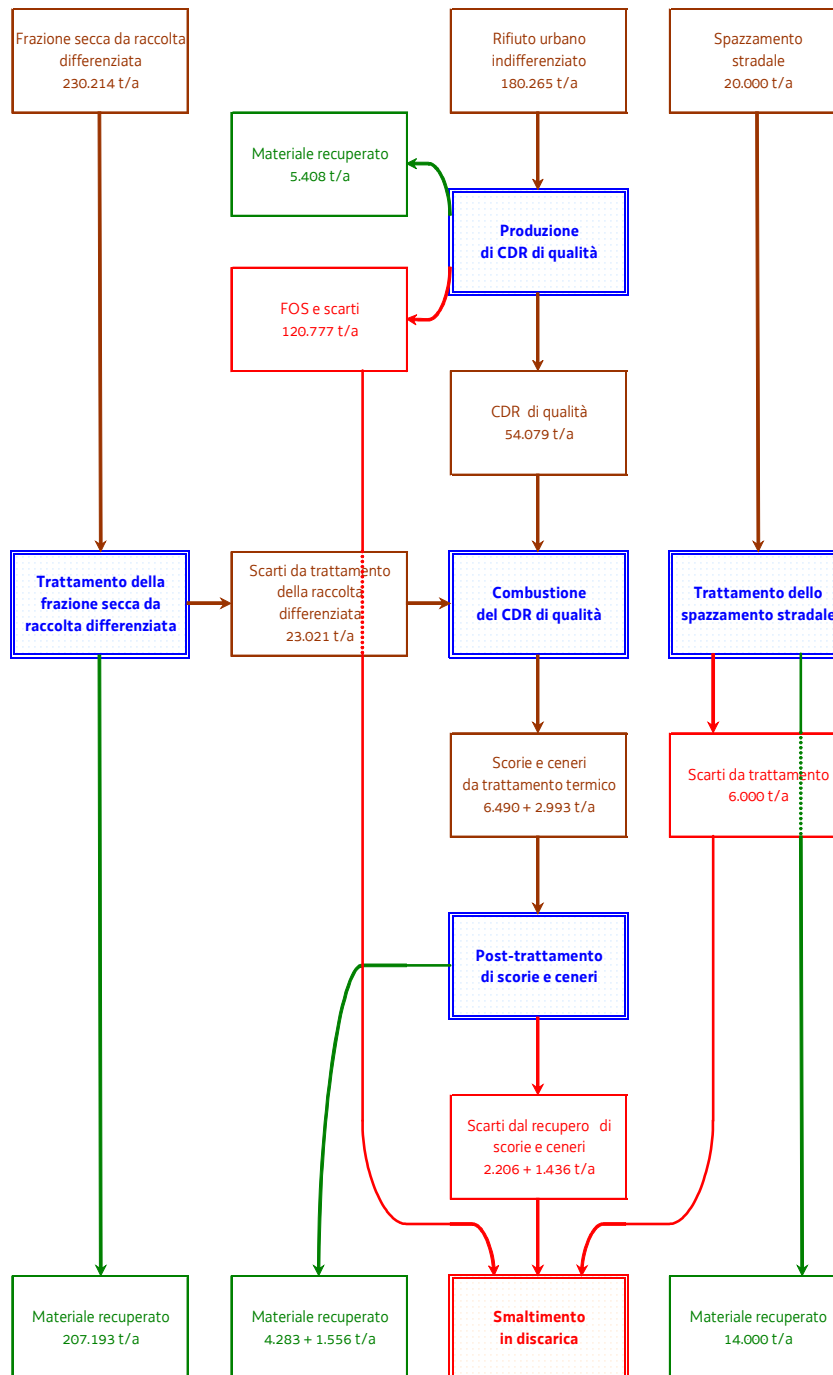 Frazione secca da raccolta
differenziata
230.214 t/a
Rifiuto urbano
indifferenziato
180.265 t/a
Spazzamento
stradale
20.000 t/a
Materiale recuperato
5.408 t/a
Produzione
di CDR di qualità
FOS e scarti
120.777 t/a
CDR di qualità
54.079 t/a
Trattamento della
frazione secca da
raccolta differenziata
Scarti da trattamento
della raccolta
differenziata
23.021 t/a
Combustione
del CDR di qualità
Trattamento dello
spazzamento stradale
Scorie e ceneri
da trattamento termico
6.490 + 2.993 t/a
Scarti da trattamento
6.000 t/a
Post-trattamento
di scorie e ceneri
Scarti dal recupero di
scorie e ceneri
2.206 + 1.436 t/a
Materiale recuperato
207.193 t/a
Materiale recuperato
4.283 + 1.556 t/a
Smaltimento
in discarica
Materiale recuperato
14.000 t/a